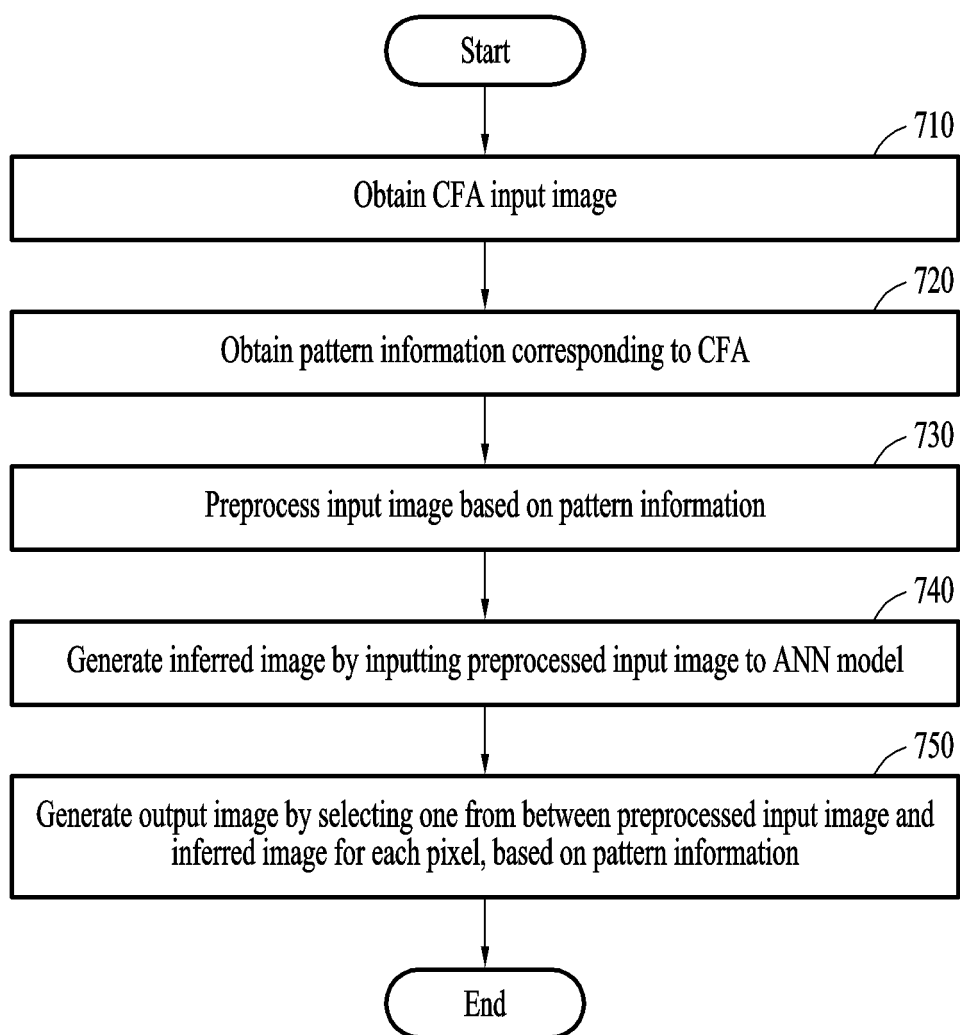 Start
710
Obtain CFA input image
720
Obtain pattern information corresponding to CFA
730
Preprocess input image based on pattern information
740
Generate inferred image by inputting preprocessed input image to ANN model
750
Generate output image by selecting one from between preprocessed input image and
inferred image for each pixel, based on pattern information
End